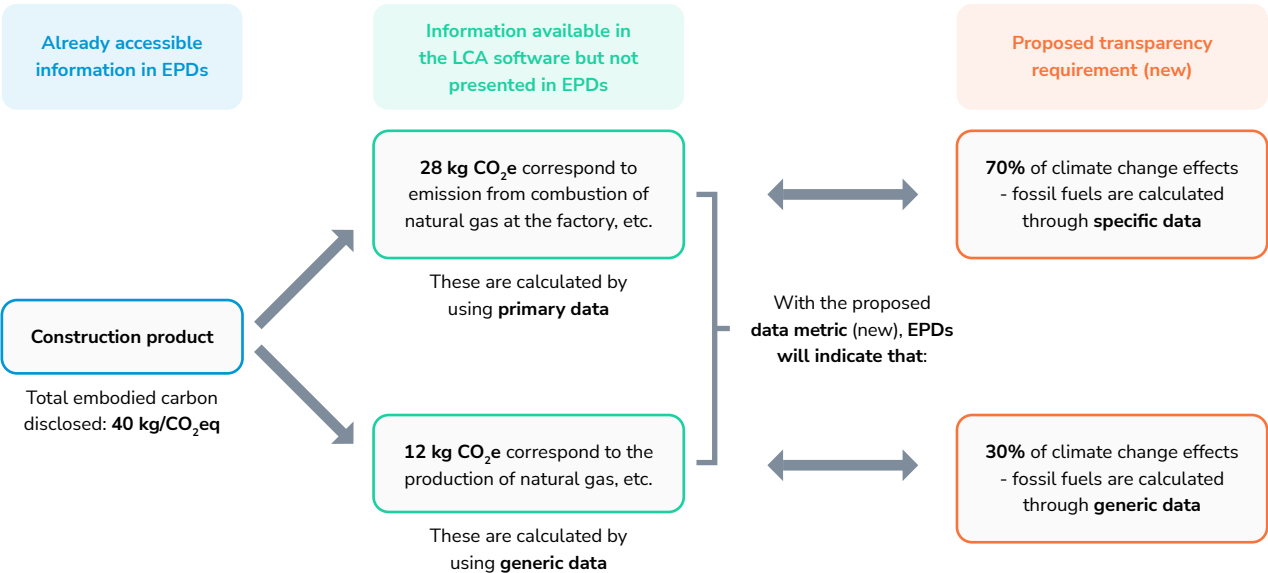 Already accessible
information in EPDs
Information available in
the LCA software but not
presented in EPDs
Proposed transparency
requirement (new)
28 kg CO₂e correspond to
emission from combustion of
natural gas at the factory, etc.
These are calculated by
using primary data
70% of climate change effects
- fossil fuels are calculated
through specific data
Construction product
Total embodied carbon
disclosed: 40 kg/CO₂eq
With the proposed
data metric (new), EPDs
will indicate that:
12 kg CO₂e correspond to the
production of natural gas, etc.
These are calculated by
using generic data
30% of climate change effects
- fossil fuels are calculated
through generic data